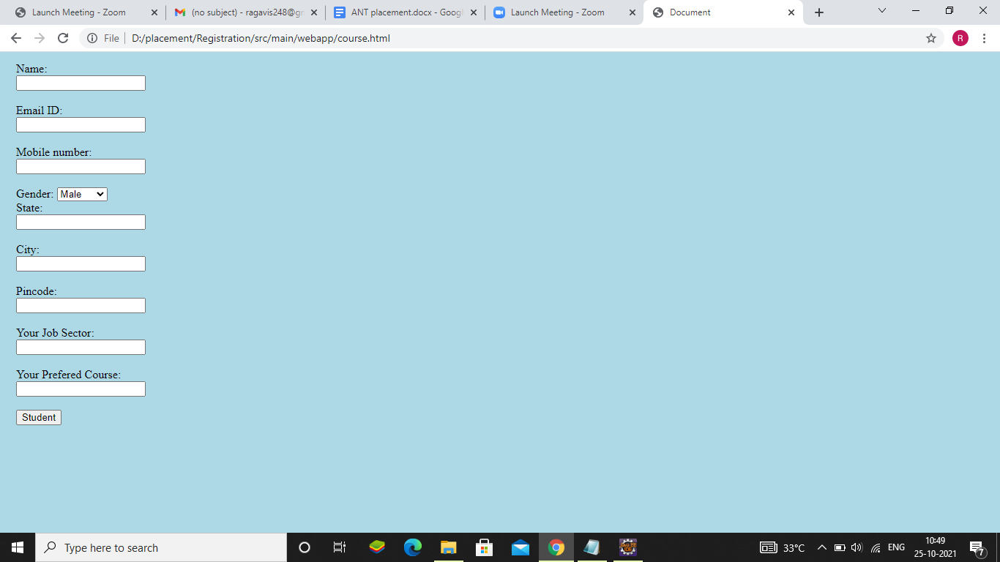 Launch Meeting - Zoom
(no subject) - ragavis248@gr
ANT placement.docx - Googl
Launch Meeting - Zoom
Document
File
D:/placement/Registration/src/main/webapp/course.html
R
Name:
Email ID:
Mobile number:
Gender: Male
State:
City:
Pincode:
Your Job Sector:
Your Prefered Course:
Student
Type here to search
33°C
ENG
10:49
25-10-2021
7